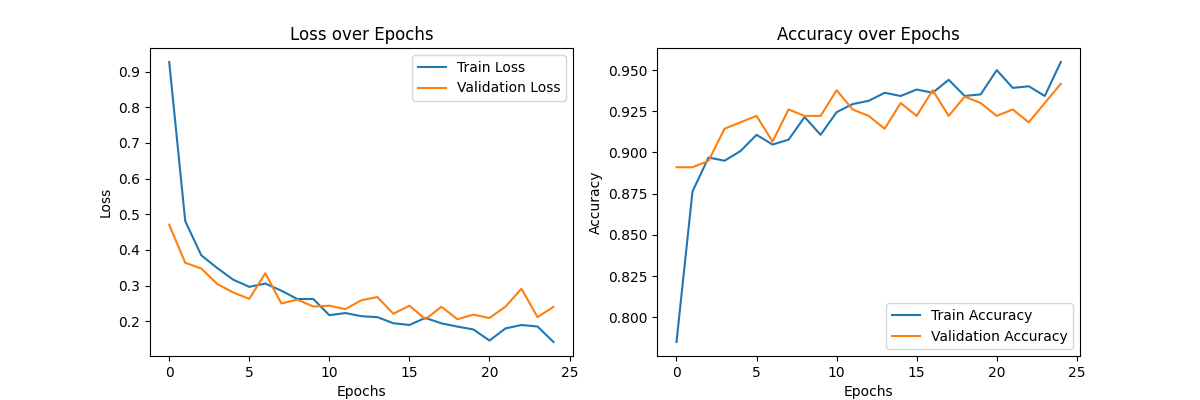 Loss over Epochs
Train Loss
Validation Loss
0.9
0.8
0.7
0.6
0.5
0.4
0.3
0.2
Loss
0 5 10 15 20 25
Epochs
Accuracy over Epochs
0.950
0.925
0.900
0.875
0.850
0.825
0.800
Accuracy
Train Accuracy
Validation Accuracy
0 5 10 15 20 25
Epochs